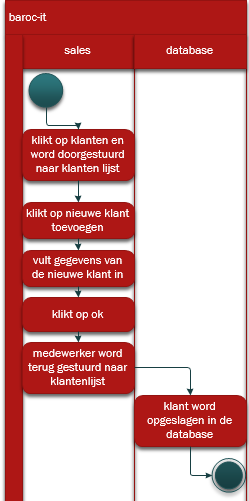 baroc-it
sales
database
klikt op klanten en
word doorgestuurd
naar klanten lijst
klikt op nieuwe klant
toevoegen
vult gegevens van
de nieuwe klant in
klikt op ok
medewerker word
terug gestuurd naar
klantenlijst
klant word
opgeslagen in de
database